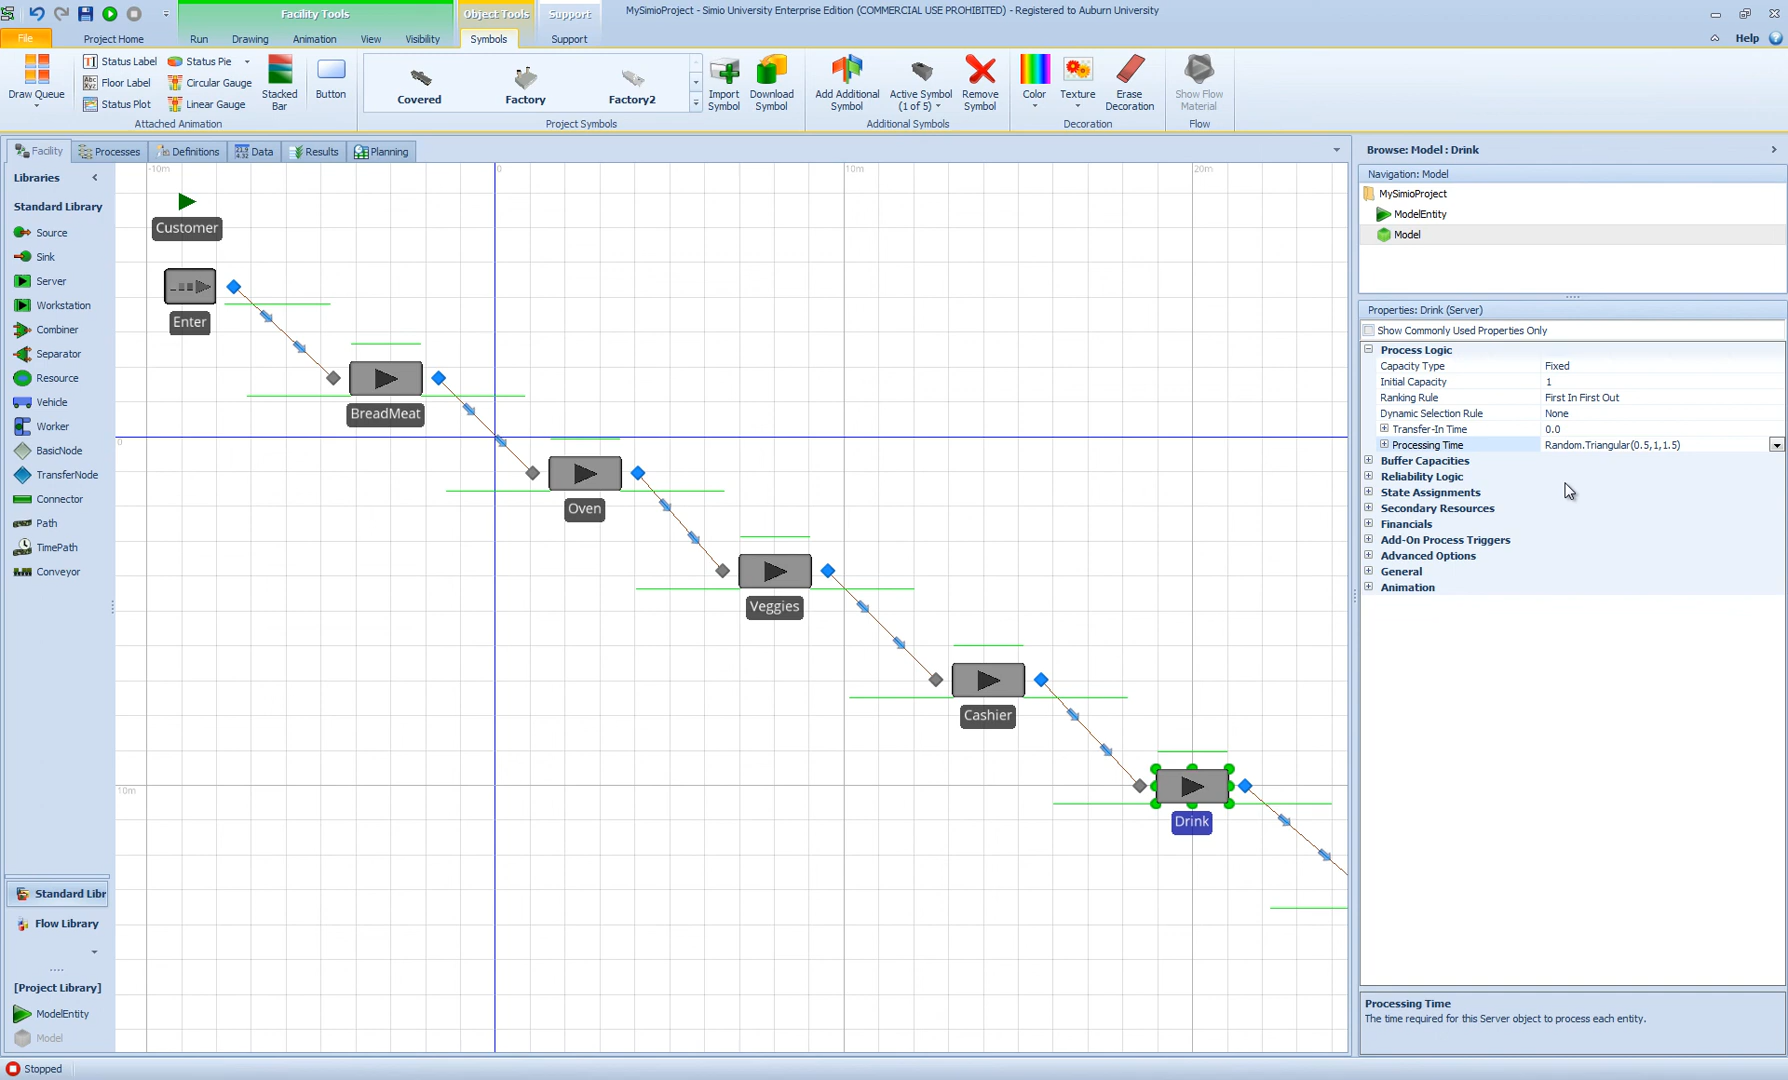 Facility Tools
Object Tools
Support
MySimioProject - Simio University Enterprise Edition (COMMERCIAL USE PROHIBITED) - Registered to Auburn University
File
Project Home
Run
Drawing
Animation
View
Visibility
Symbols
Support
Help
Draw Queue
Status Label
Floor Label
Status Plot
Status Pie
Circular Gauge
Linear Gauge
Stacked Bar
Button
Attached Animation
Covered
Factory
Factory2
Import Symbol
Download Symbol
Project Symbols
Add Additional Symbol
Active Symbol (1 of 5)
Remove Symbol
Additional Symbols
Color
Texture
Erase Decoration
Decoration
Show Flow Material
Flow
Facility
Processes
Definitions
Data
Results
Planning
Libraries
Standard Library
Source
Sink
Server
Workstation
Combiner
Separator
Resource
Vehicle
Worker
BasicNode
TransferNode
Connector
Path
TimePath
Conveyor
Standard Libr
Flow Library
[Project Library]
ModelEntity
Model
-10m
0
10m
20m
0
10m
Customer
Enter
BreadMeat
Oven
Veggies
Cashier
Drink
Browse: Model : Drink
Navigation: Model
MySimioProject
ModelEntity
Model
Properties: Drink (Server)
Show Commonly Used Properties Only
Process Logic
Capacity Type Fixed
Initial Capacity 1
Ranking Rule First In First Out
Dynamic Selection Rule None
Transfer-In Time 0.0
Processing Time Random.Triangular(0.5,1,1.5)
Buffer Capacities
Reliability Logic
State Assignments
Secondary Resources
Financials
Add-On Process Triggers
Advanced Options
General
Animation
Processing Time
The time required for this Server object to process each entity.
Stopped